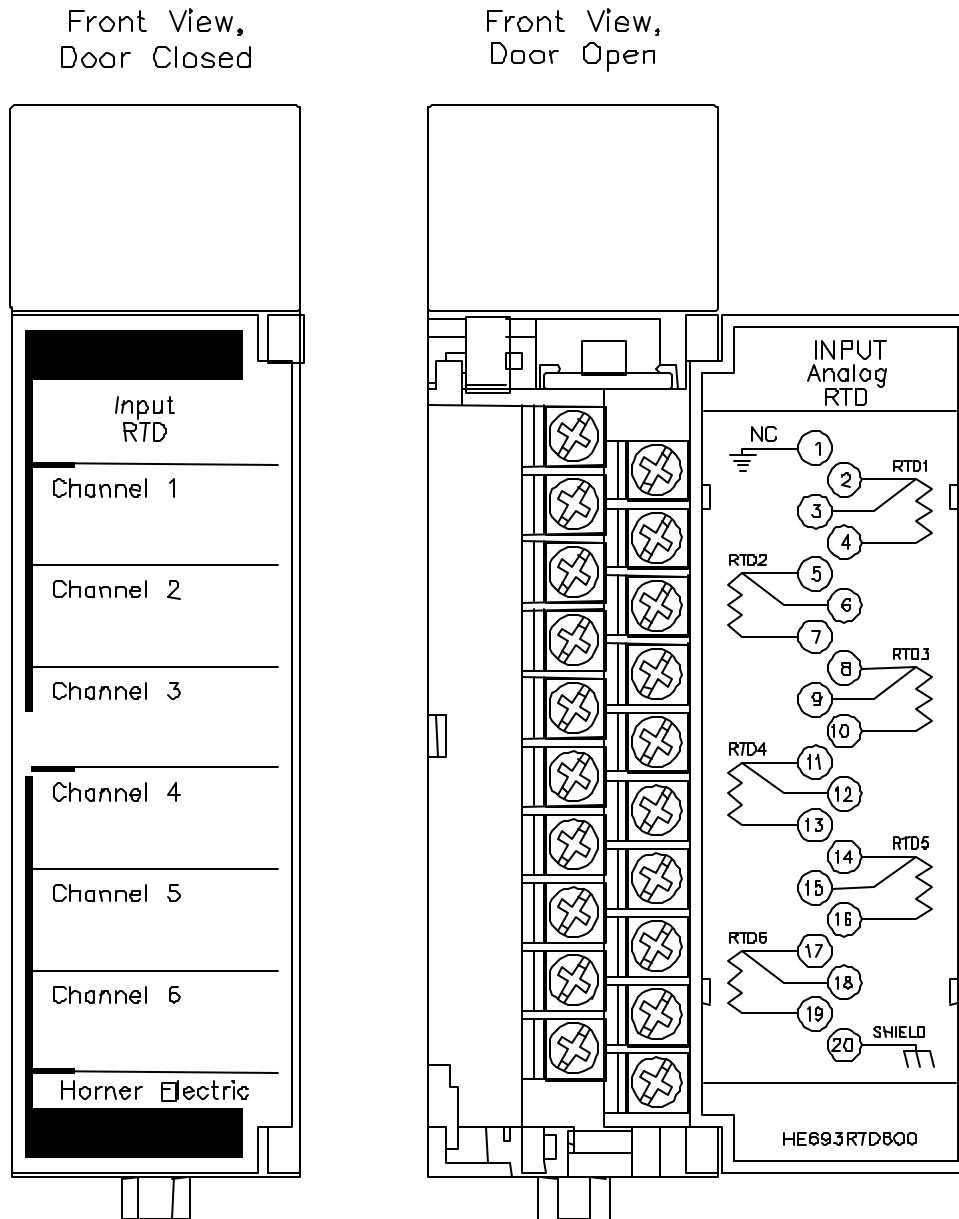 Front View,
Door Closed
Front View,
Door Open
Input
RTD
Channel 1
Channel 2
Channel 3
Channel 4
Channel 5
Channel 6
Horner Electric
INPUT
Analog
RTD
NC
1
2
RTD1
3
4
RTD2
5
6
7
8
RTD3
9
10
RTD4
11
12
13
14
RTD5
15
16
RTD6
17
18
19
20
SHIELD
HE693RTD600